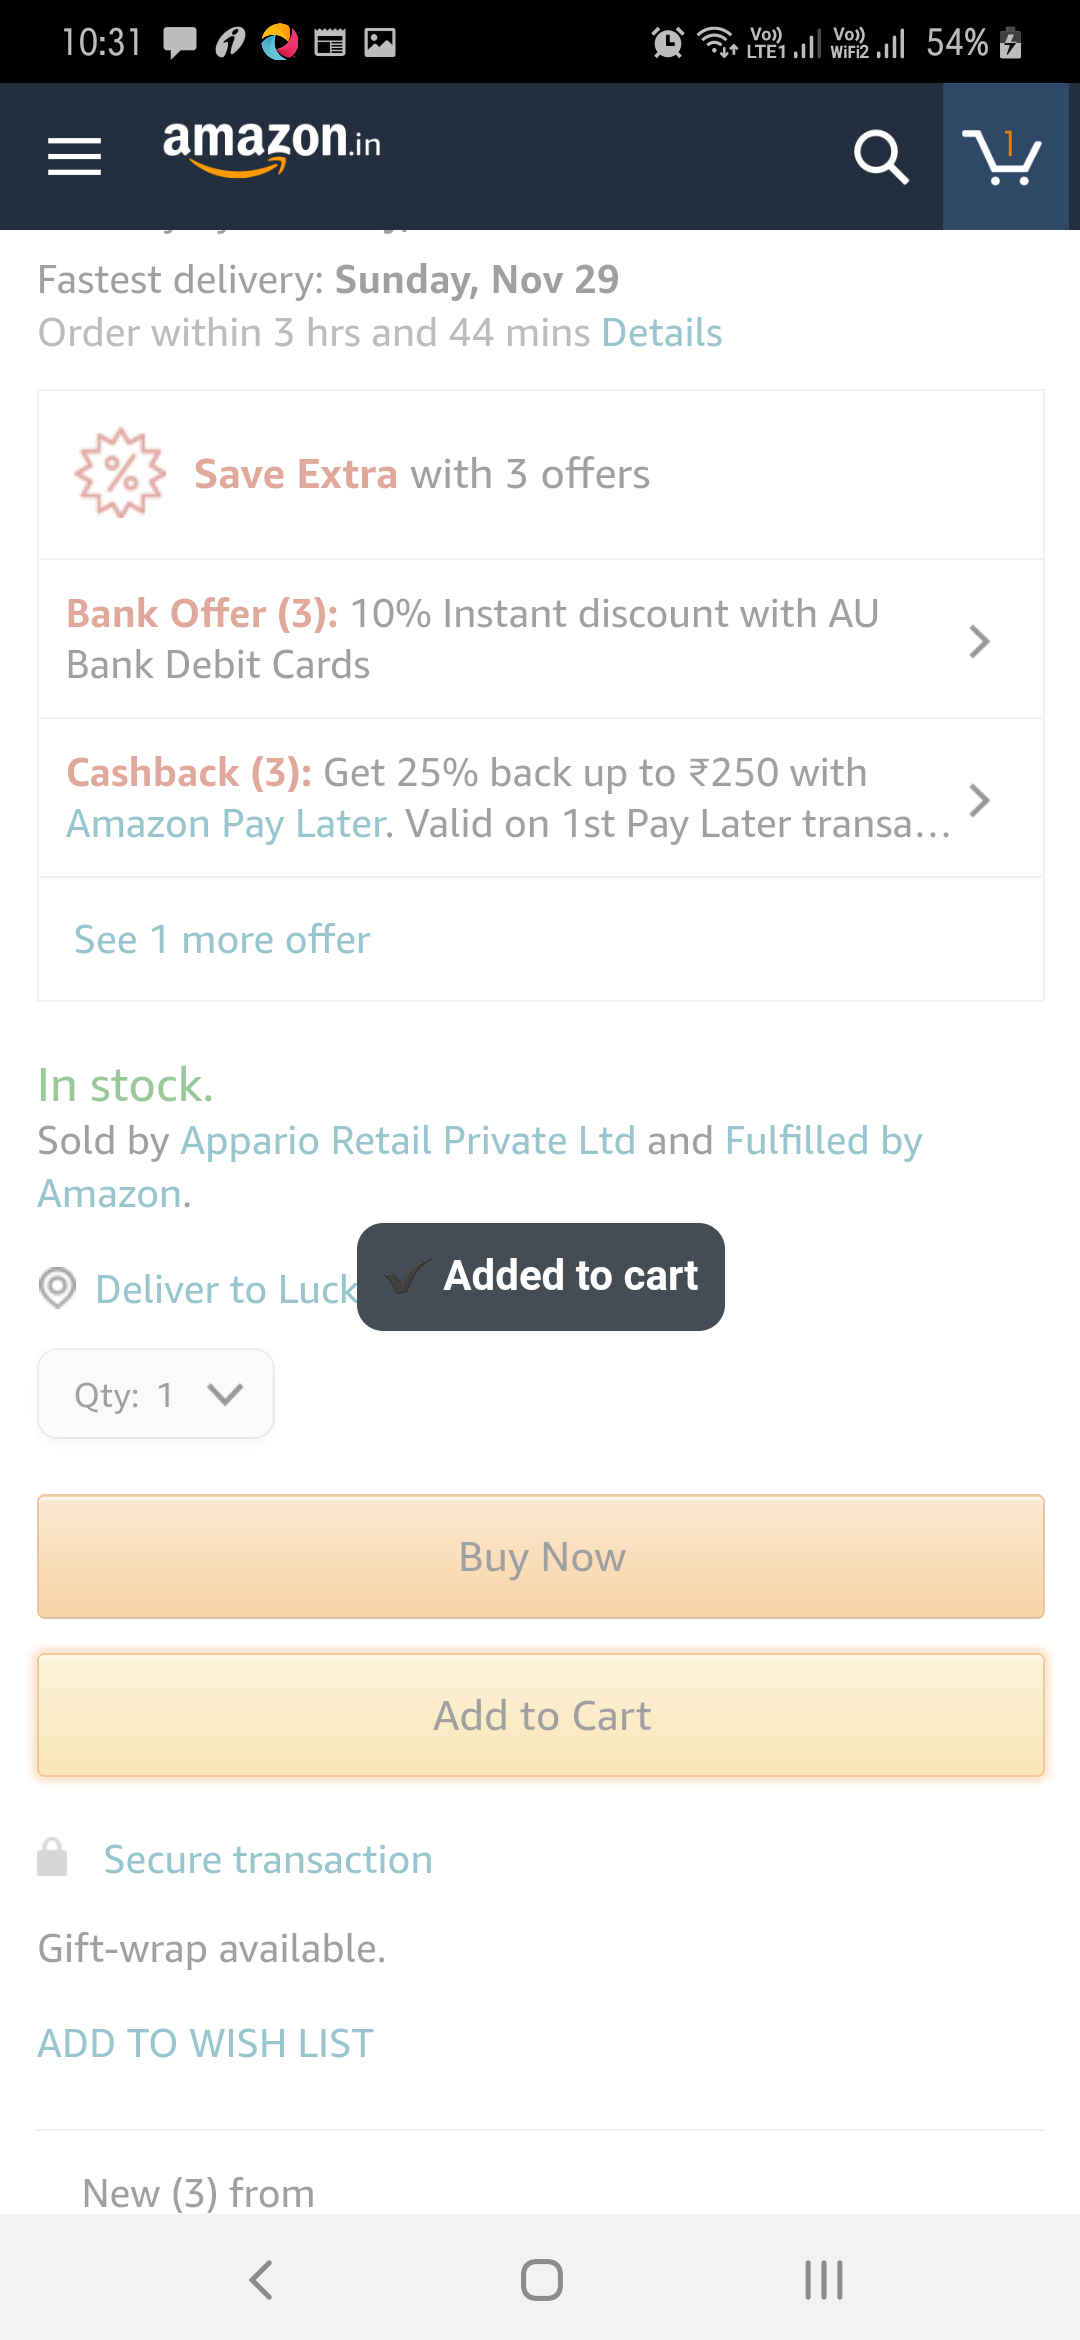 10:31
Vo)) LTE1 Vo)) WiFi2 54%
amazon.in
1
Fastest delivery: Sunday, Nov 29
Order within 3 hrs and 44 mins Details
Save Extra with 3 offers
Bank Offer (3): 10% Instant discount with AU
Bank Debit Cards
Cashback (3): Get 25% back up to ₹250 with
Amazon Pay Later. Valid on 1st Pay Later transa...
See 1 more offer
In stock.
Sold by Appario Retail Private Ltd and Fulfilled by
Amazon.
Deliver to Luck
Added to cart
Qty: 1
Buy Now
Add to Cart
Secure transaction
Gift-wrap available.
ADD TO WISH LIST
New (3) from